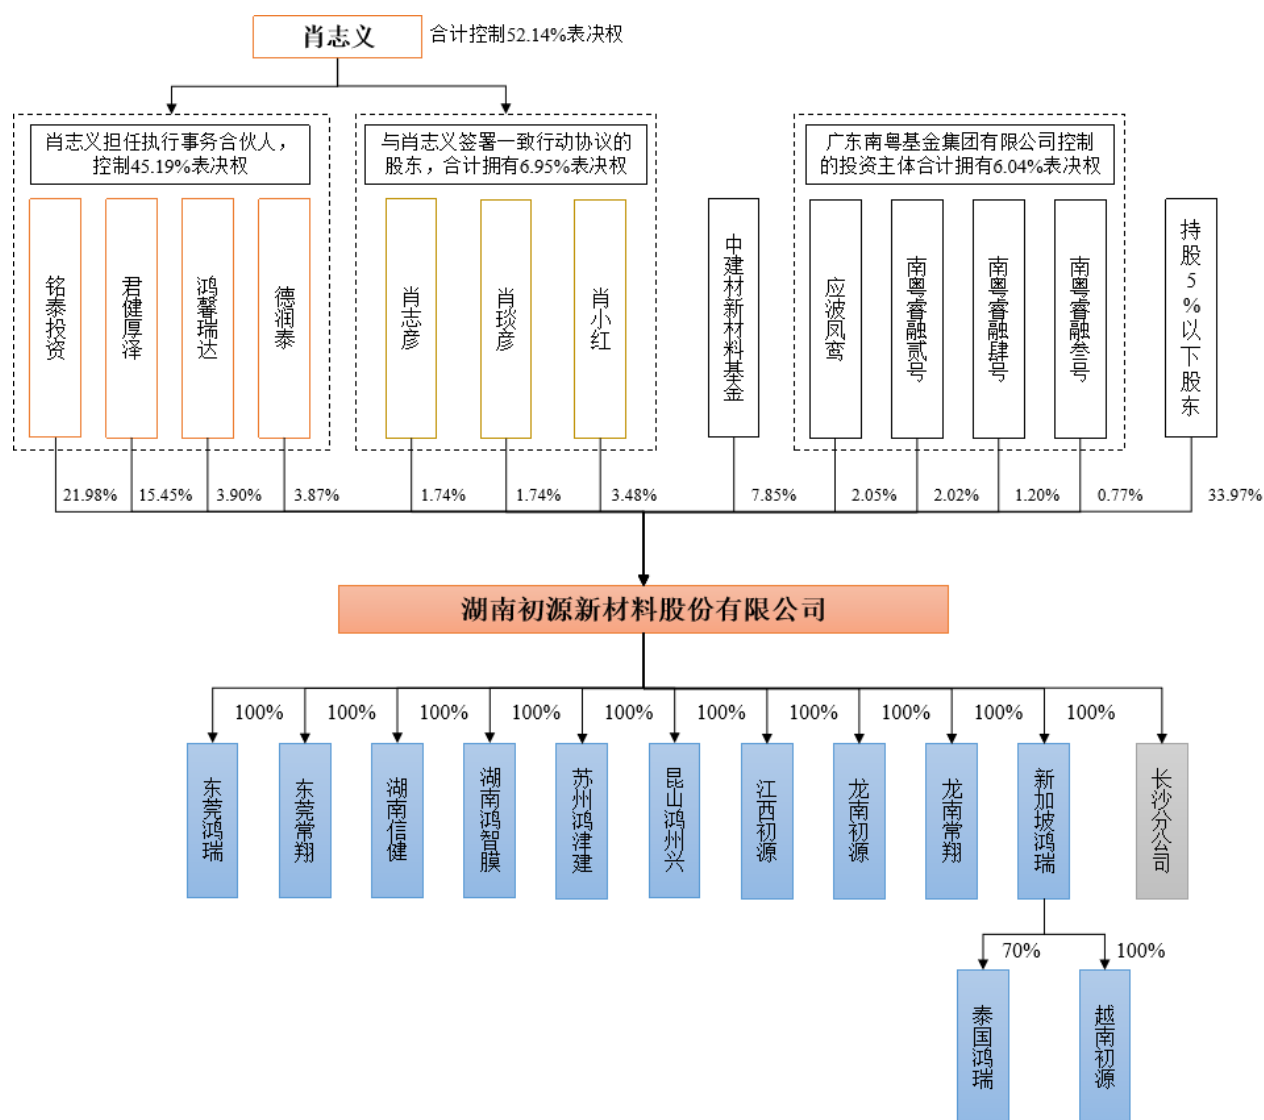 肖志义
合计控制52.14%表决权
肖志义担任执行事务合伙人，
控制45.19%表决权
与肖志义签署一致行动协议的
股东，合计拥有6.95%表决权
广东南粤基金集团有限公司控制
的投资主体合计拥有6.04%表决权
铭泰投资
君健厚泽
鸿馨瑞达
德润泰
肖志彦
肖琰彦
肖小红
中建材新材料基金
应波凤鸾
南粤睿融贰号
南粤睿融肆号
南粤睿融叁号
持股5%以下股东
21.98%
15.45%
3.90%
3.87%
1.74%
1.74%
3.48%
7.85%
2.05%
2.02%
1.20%
0.77%
33.97%
湖南初源新材料股份有限公司
100%
100%
100%
100%
100%
100%
100%
100%
100%
100%
东莞鸿瑞
东莞常翔
湖南信健
湖南鸿智膜
苏州鸿津建
昆山鸿州兴
江西初源
龙南初源
龙南常翔
新加坡鸿瑞
长沙分公司
70%
100%
泰国鸿瑞
越南初源